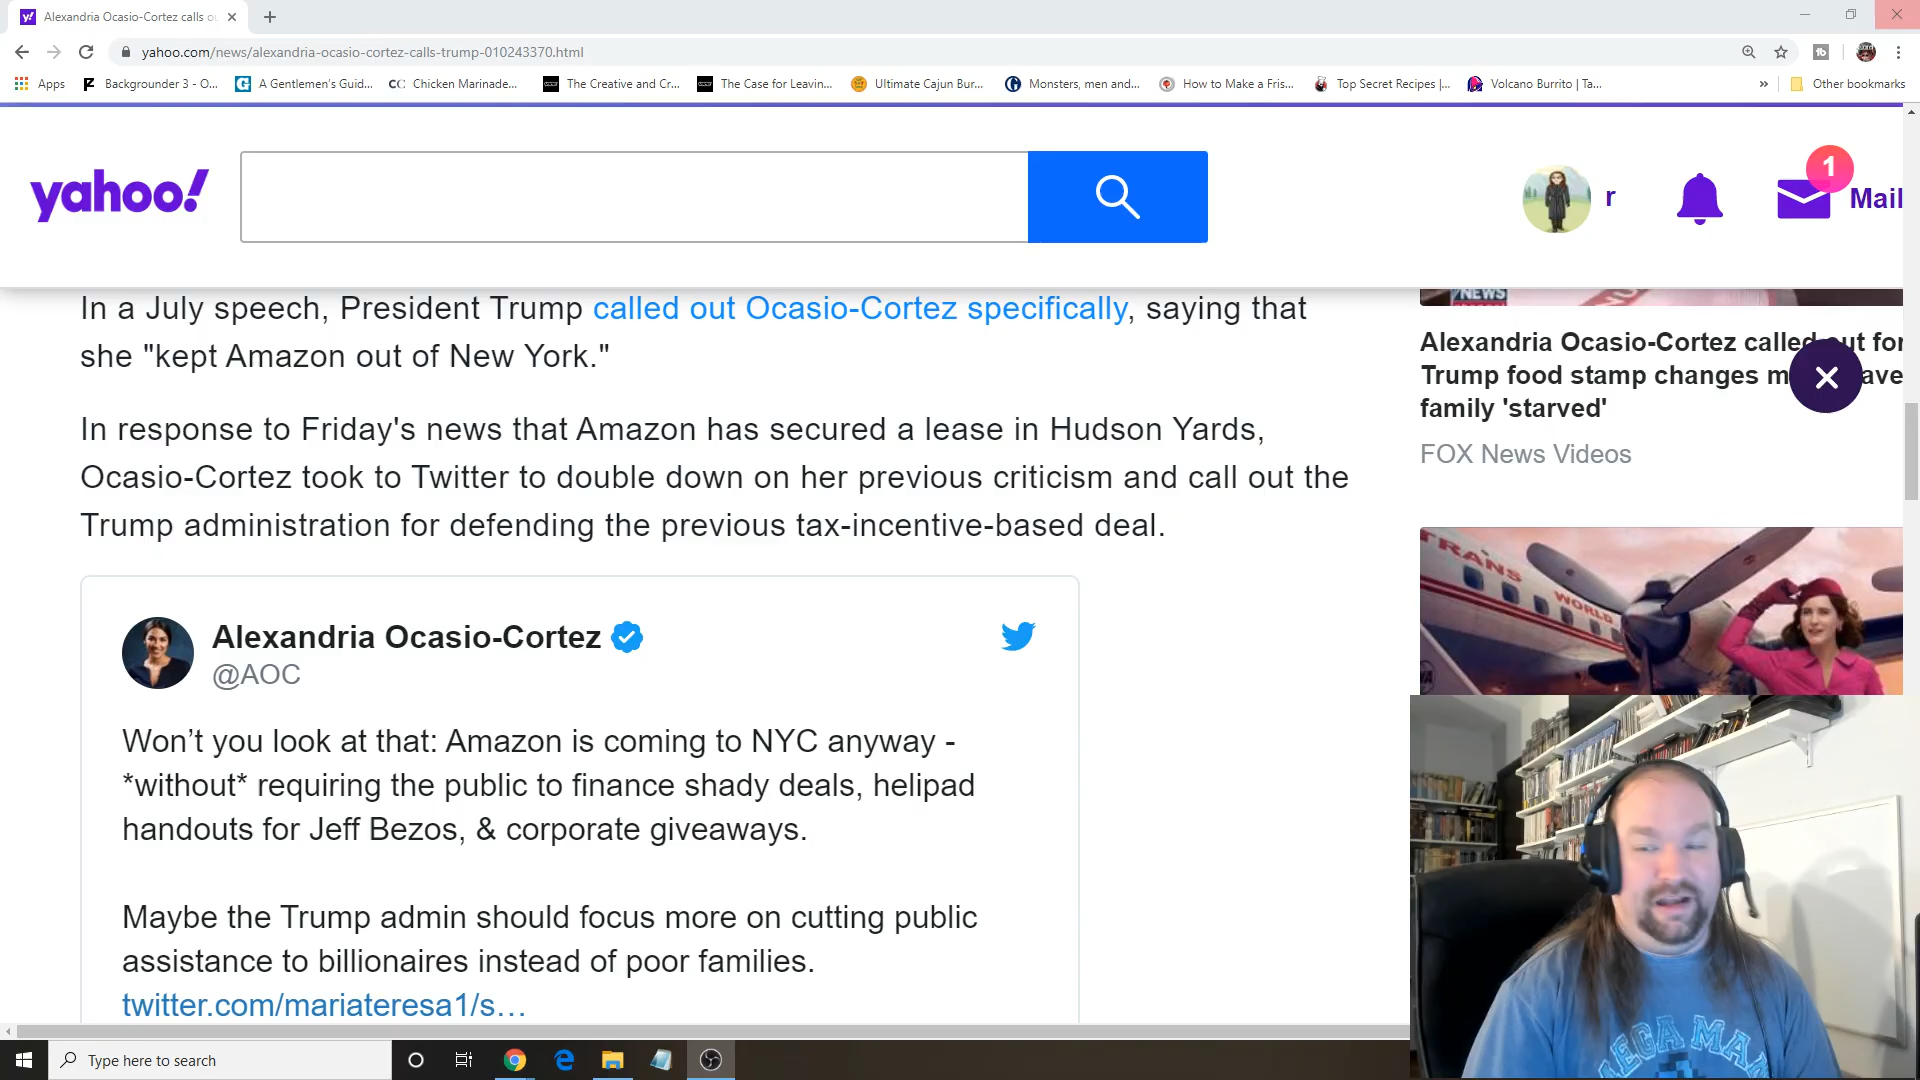 Alexandria Ocasio-Cortez calls ou
yahoo.com/news/alexandria-ocasio-cortez-calls-trump-010243370.html
Apps
Backgrounder 3 - O...
A Gentlemen's Guid...
CC Chicken Marinade...
The Creative and Cr...
The Case for Leavin...
Ultimate Cajun Bur...
Monsters, men and...
How to Make a Fris...
Top Secret Recipes |...
Volcano Burrito | Ta...
»
Other bookmarks
yahoo!
r
1
Mail
In a July speech, President Trump called out Ocasio-Cortez specifically, saying that
she "kept Amazon out of New York."
In response to Friday's news that Amazon has secured a lease in Hudson Yards,
Ocasio-Cortez took to Twitter to double down on her previous criticism and call out the
Trump administration for defending the previous tax-incentive-based deal.
Alexandria Ocasio-Cortez
@AOC
Won’t you look at that: Amazon is coming to NYC anyway -
*without* requiring the public to finance shady deals, helipad
handouts for Jeff Bezos, & corporate giveaways.
Maybe the Trump admin should focus more on cutting public
assistance to billionaires instead of poor families.
twitter.com/mariateresa1/s…
NEWS
Alexandria Ocasio-Cortez called out for
Trump food stamp changes m ave
family 'starved'
FOX News Videos
TRANS
WORLD
MEGA MAN
Type here to search